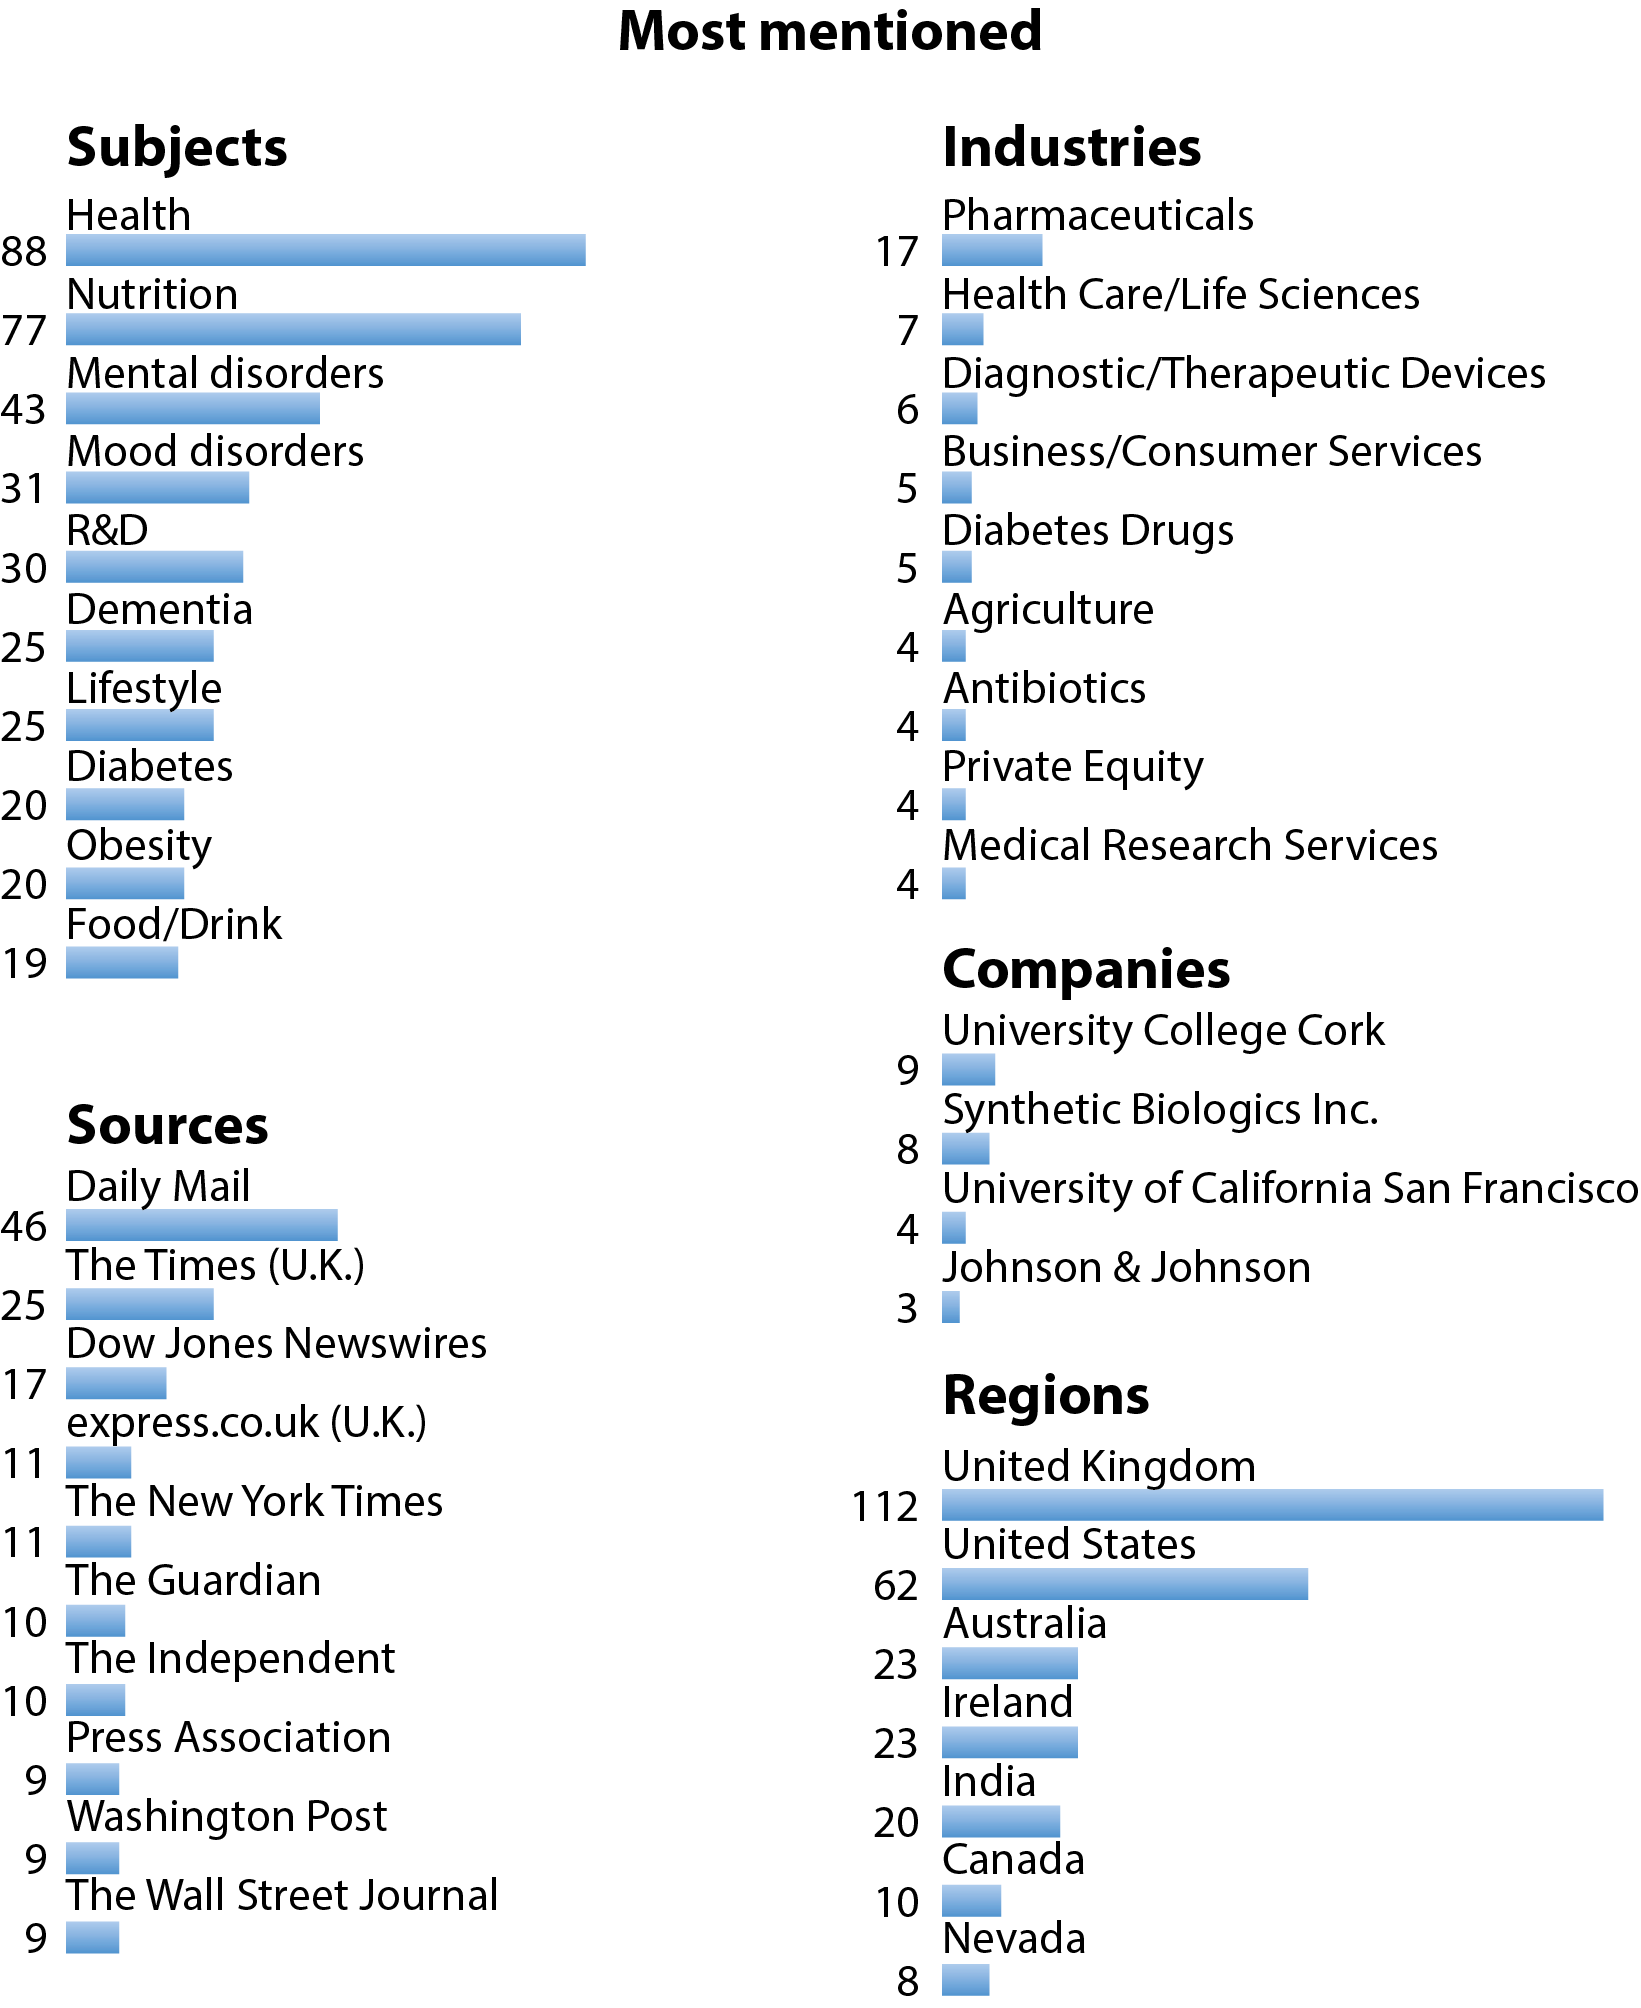 Most mentioned
Subjects
Health
88
Nutrition
77
Mental disorders
43
Mood disorders
31
R&D
30
Dementia
25
Lifestyle
25
Diabetes
20
Obesity
20
Food/Drink
19
Sources
Daily Mail
46
The Times (U.K.)
25
Dow Jones Newswires
17
express.co.uk (U.K.)
11
The New York Times
11
The Guardian
10
The Independent
10
Press Association
9
Washington Post
9
The Wall Street Journal
9
Industries
Pharmaceuticals
17
Health Care/Life Sciences
7
Diagnostic/Therapeutic Devices
6
Business/Consumer Services
5
Diabetes Drugs
5
Agriculture
4
Antibiotics
4
Private Equity
4
Medical Research Services
4
Companies
University College Cork
9
Synthetic Biologics Inc.
8
University of California San Francisco
4
Johnson & Johnson
3
Regions
United Kingdom
112
United States
62
Australia
23
Ireland
23
India
20
Canada
10
Nevada
8